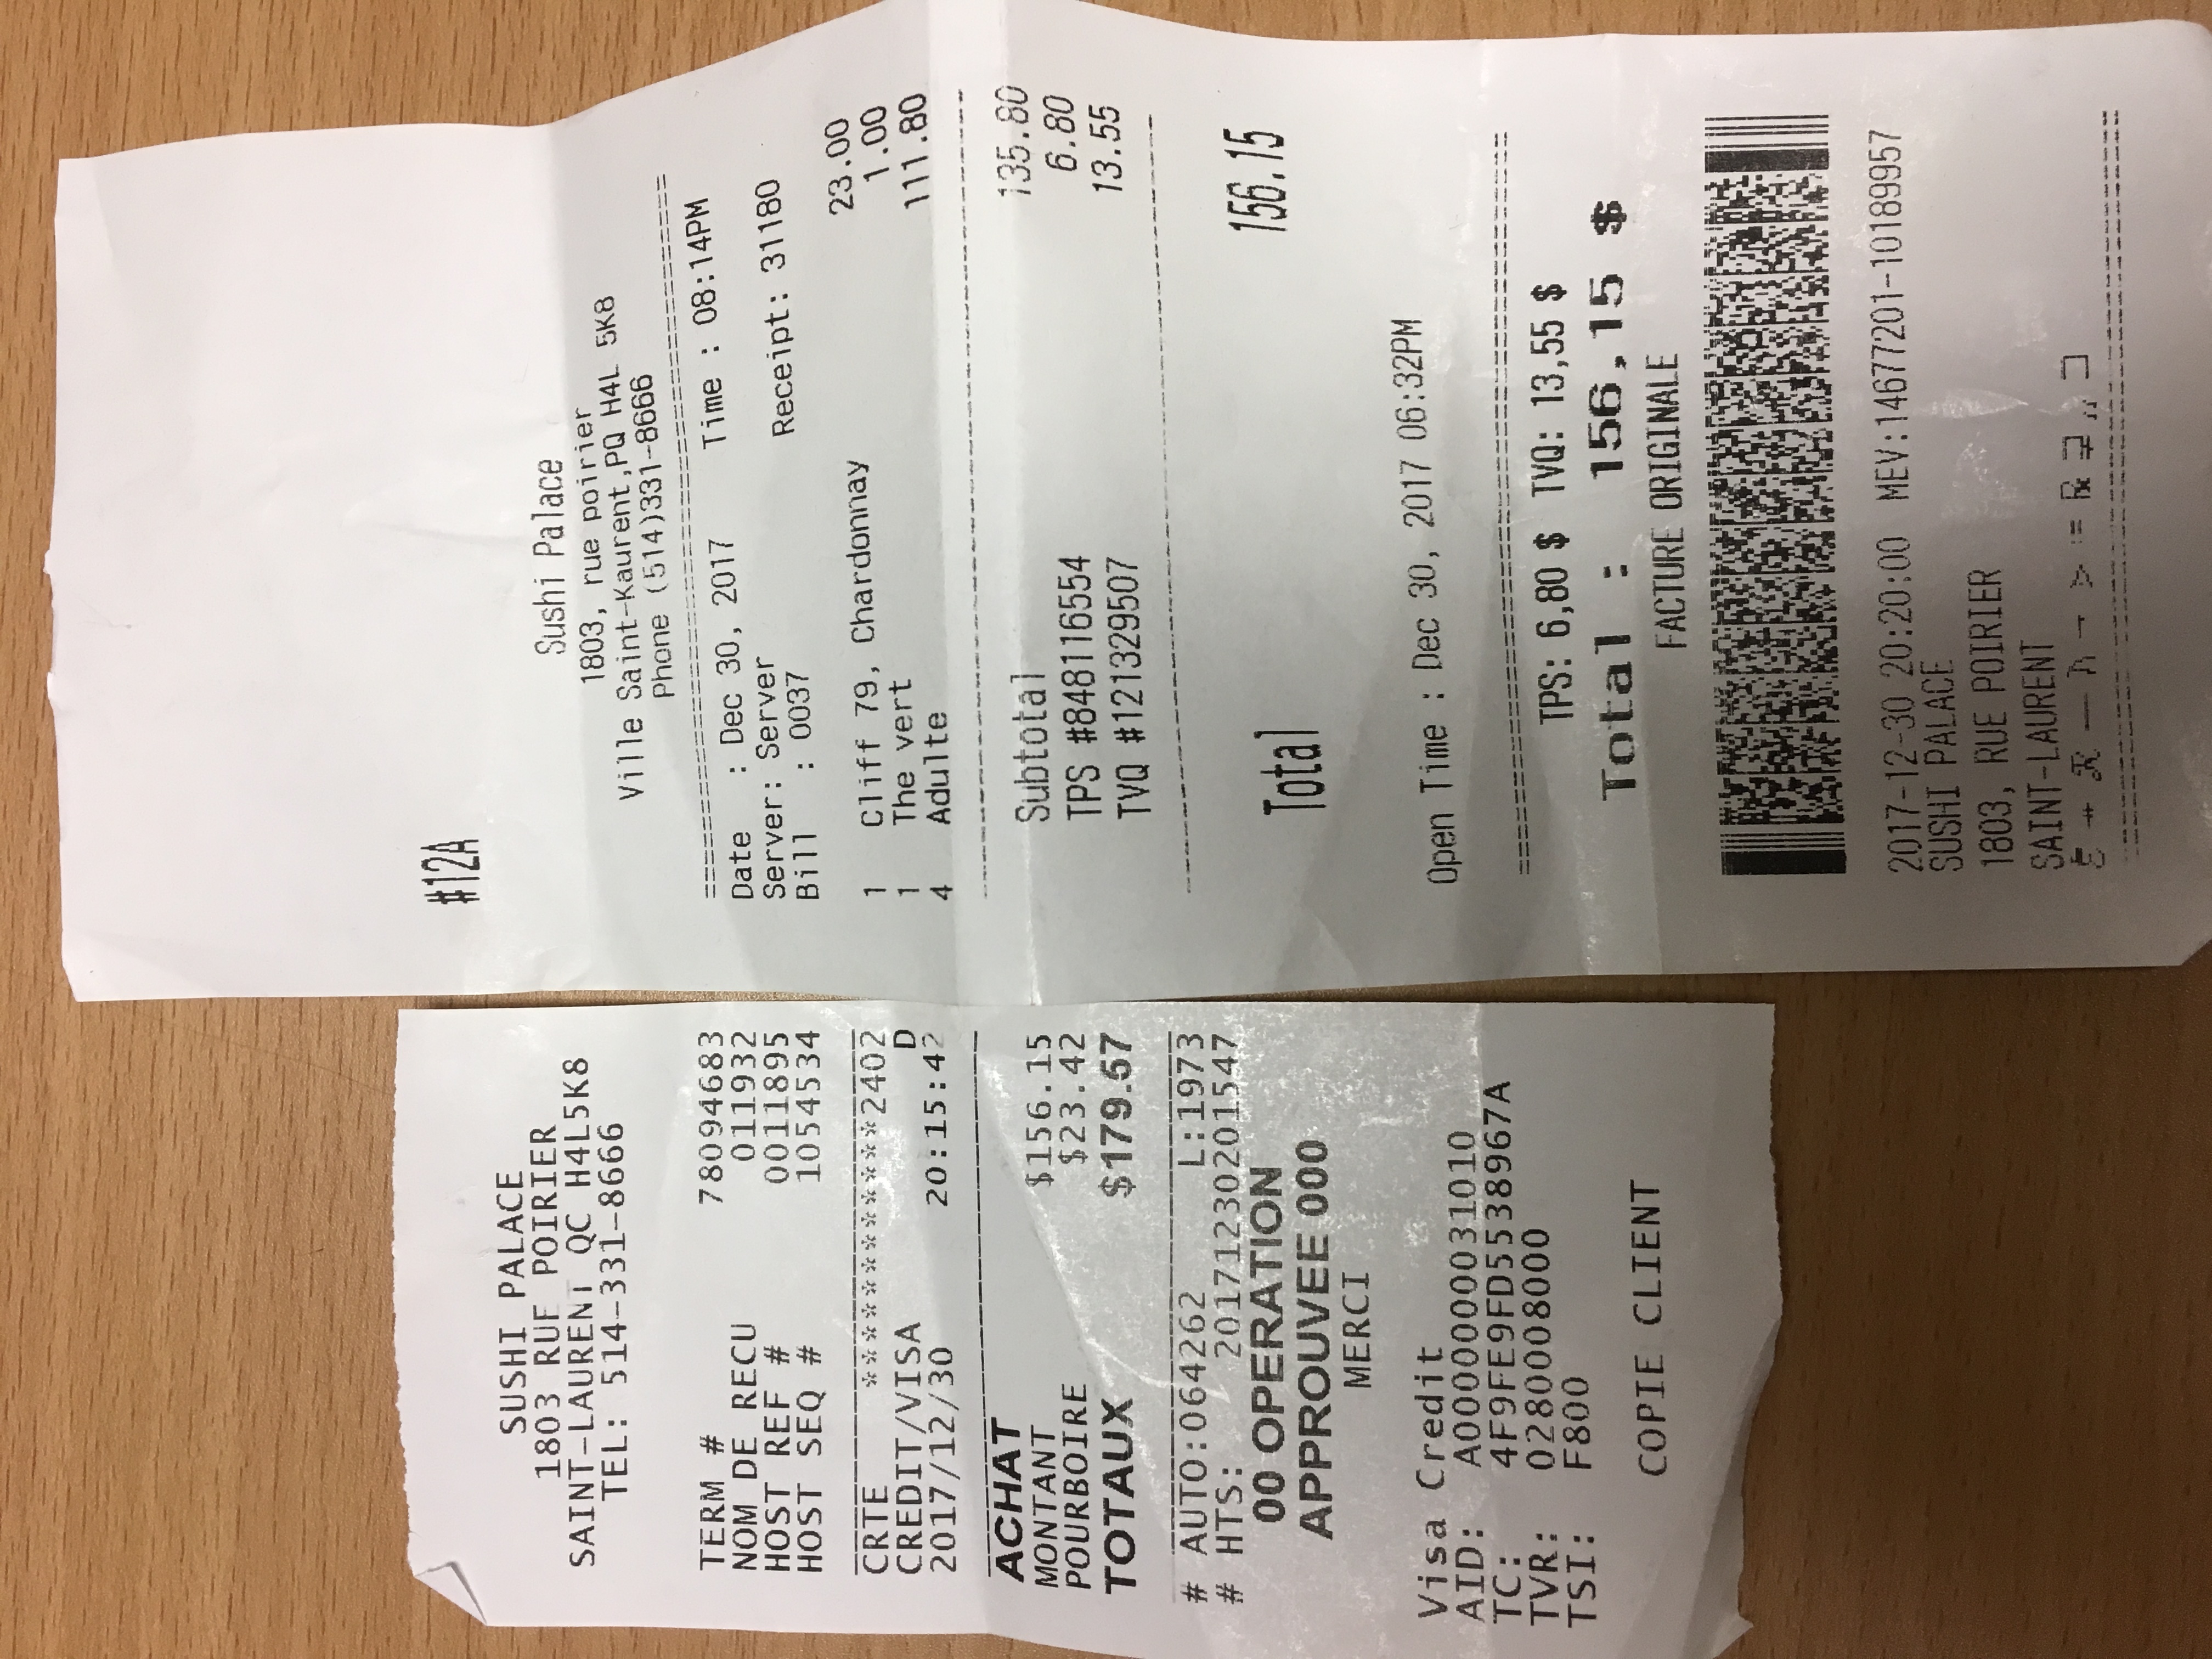 SUSHI PALACE
1803 RUE POIRIER
SAINT-LAURENT QC H4L5K8
TEL: 514-331-8666
TERM # 78094683
NOM DE RECU 011932
HOST REF # 0011895
HOST SEQ # 1054534
CRTE ************2402
CREDIT/VISA D
2017/12/30 20:15:42
ACHAT
MONTANT $156.15
POURBOIRE $23.42
TOTAUX $179.57
# AUTO:064262 L:1973
# HTS: 20171230201547
00 OPERATION
APPROUVEE 000
MERCI
Visa Credit
AID: A0000000031010
TC: 4F9FE9FD5538967A
TVR: 0280008000
TSI: F800
COPIE CLIENT
#12A
Sushi Palace
1803, rue poirier
Ville Saint-Kaurent,PQ H4L 5K8
Phone (514)331-8666
Date : Dec 30, 2017 Time : 08:14PM
Server: Server
Bill : 0037 Receipt: 31180
1 Cliff 79, Chardonnay 23.00
1 The vert 1.00
4 Adulte 111.80
Subtotal 135.80
TPS #848116554 6.80
TVQ #121329507 13.55
Total 156.15
Open Time : Dec 30, 2017 06:32PM
TPS: 6,80 $ TVQ: 13,55 $
Total : 156,15 $
FACTURE ORIGINALE
2017-12-30 20:20:00 MEV:14677201-10189957
SUSHI PALACE
1803, RUE POIRIER
SAINT-LAURENT